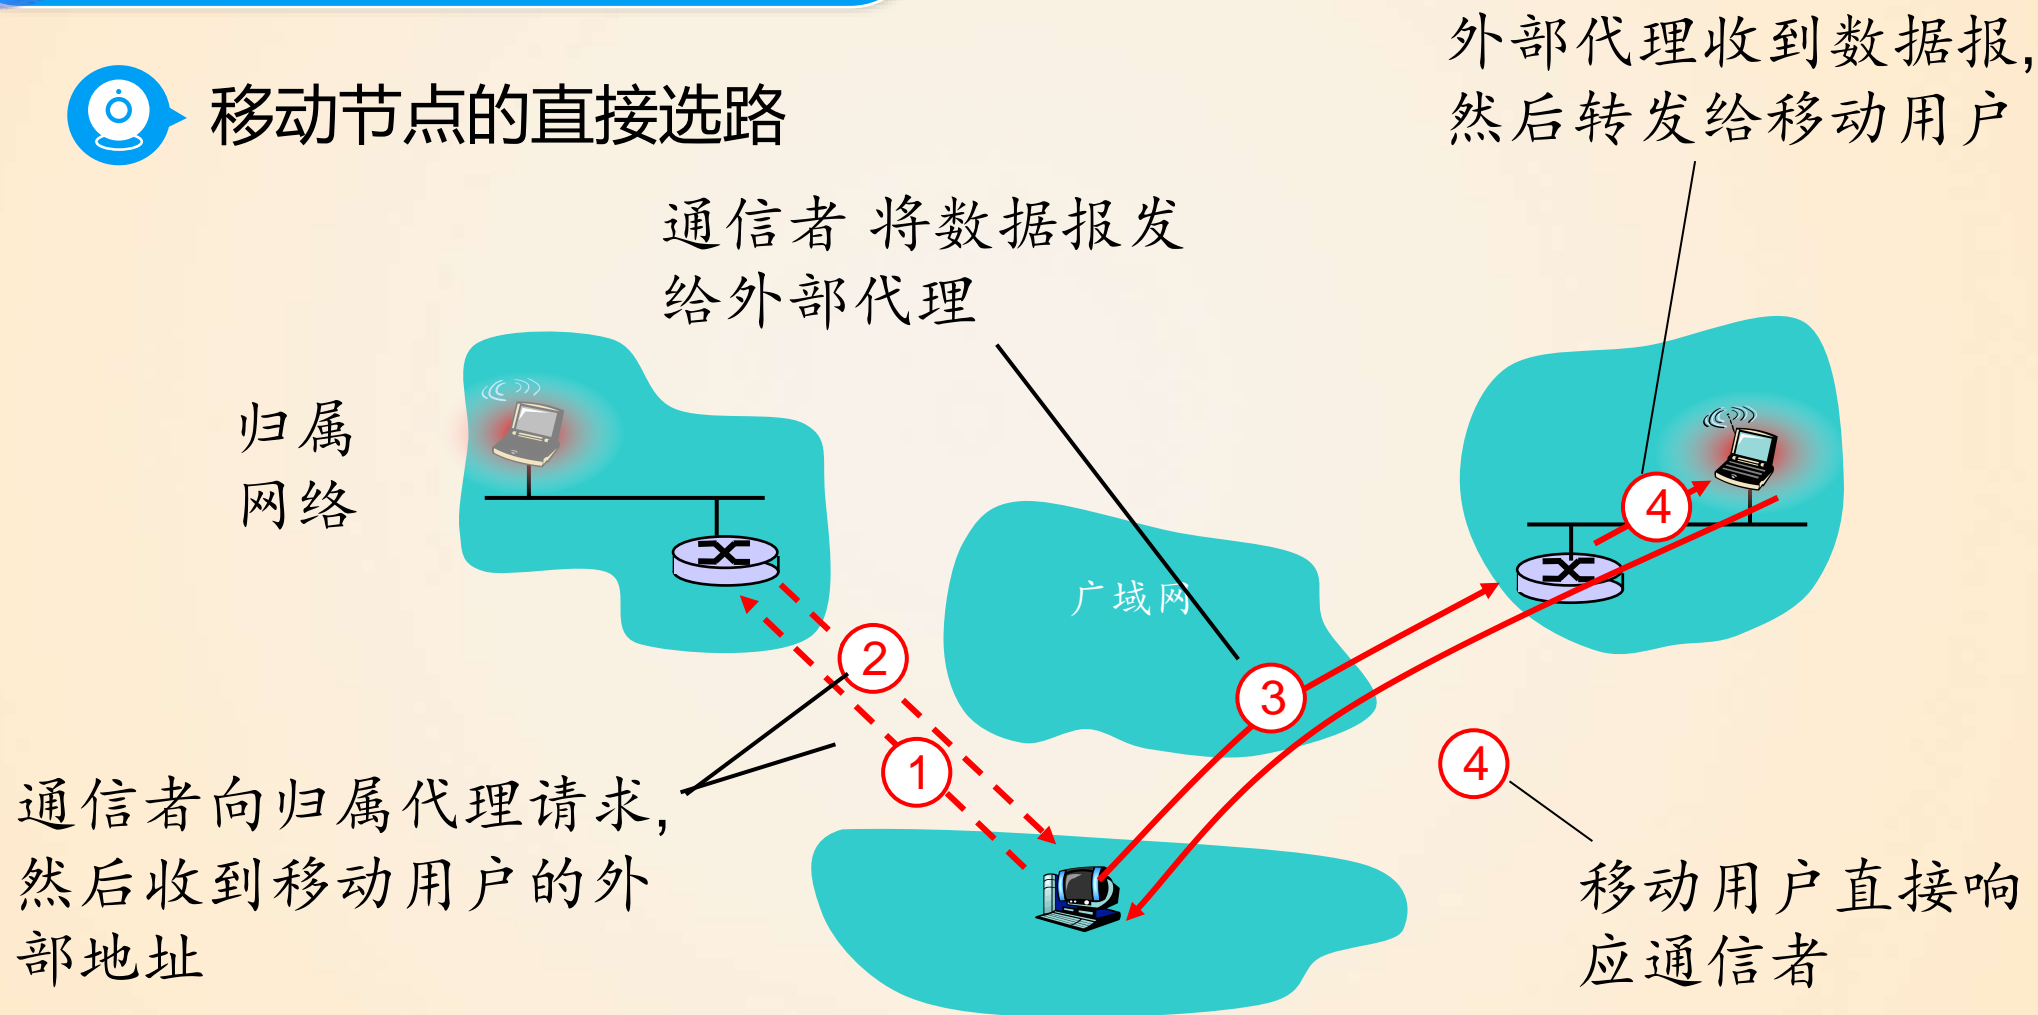 移动节点的直接选路
外部代理收到数据报,
然后转发给移动用户
通信者 将数据报发
给外部代理
归属
网络
广域网
4
2
3
1
4
通信者向归属代理请求,
然后收到移动用户的外
部地址
移动用户直接响
应通信者